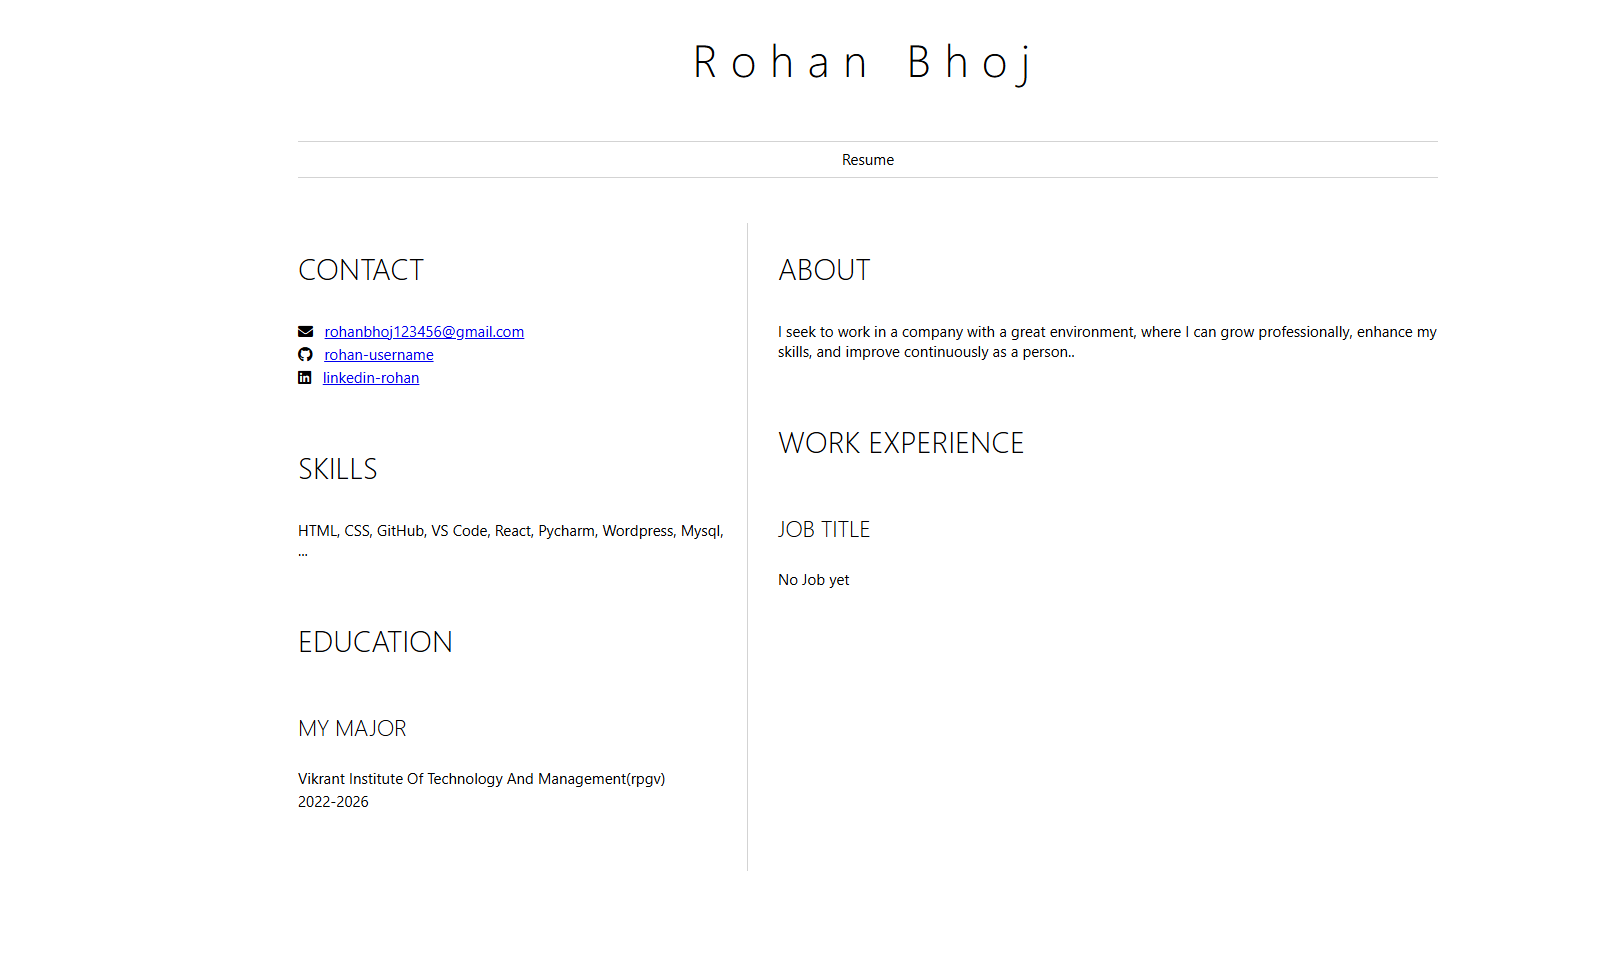 Rohan Bhoj
Resume
CONTACT
rohanbhoj123456@gmail.com
rohan-username
linkedin-rohan
SKILLS
HTML, CSS, GitHub, VS Code, React, Pycharm, Wordpress, Mysql,
...
EDUCATION
MY MAJOR
Vikrant Institute Of Technology And Management(rpgv)
2022-2026
ABOUT
I seek to work in a company with a great environment, where I can grow professionally, enhance my
skills, and improve continuously as a person..
WORK EXPERIENCE
JOB TITLE
No Job yet